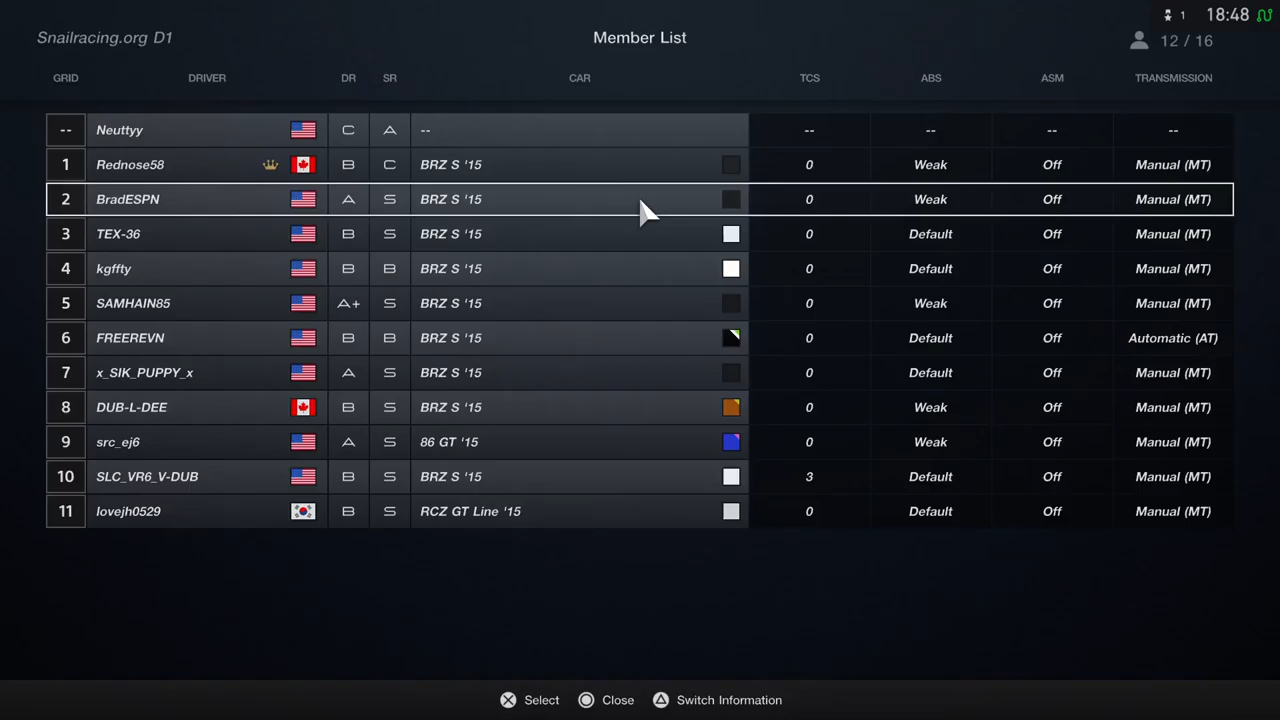 1 18:48
Snailracing.org D1 Member List 12 / 16
GRID DRIVER DR SR CAR TCS ABS ASM TRANSMISSION
-- Neuttyy C A -- -- -- -- --
1 Rednose58 B C BRZ S '15 0 Weak Off Manual (MT)
2 BradESPN A S BRZ S '15 0 Weak Off Manual (MT)
3 TEX-36 B S BRZ S '15 0 Default Off Manual (MT)
4 kgffty B B BRZ S '15 0 Default Off Manual (MT)
5 SAMHAIN85 A+ S BRZ S '15 0 Weak Off Manual (MT)
6 FREEREVN B B BRZ S '15 0 Default Off Automatic (AT)
7 x_SIK_PUPPY_x A S BRZ S '15 0 Default Off Manual (MT)
8 DUB-L-DEE B S BRZ S '15 0 Weak Off Manual (MT)
9 src_ej6 A S 86 GT '15 0 Weak Off Manual (MT)
10 SLC_VR6_V-DUB B S BRZ S '15 3 Default Off Manual (MT)
11 lovejh0529 B S RCZ GT Line '15 0 Default Off Manual (MT)
Select Close Switch Information